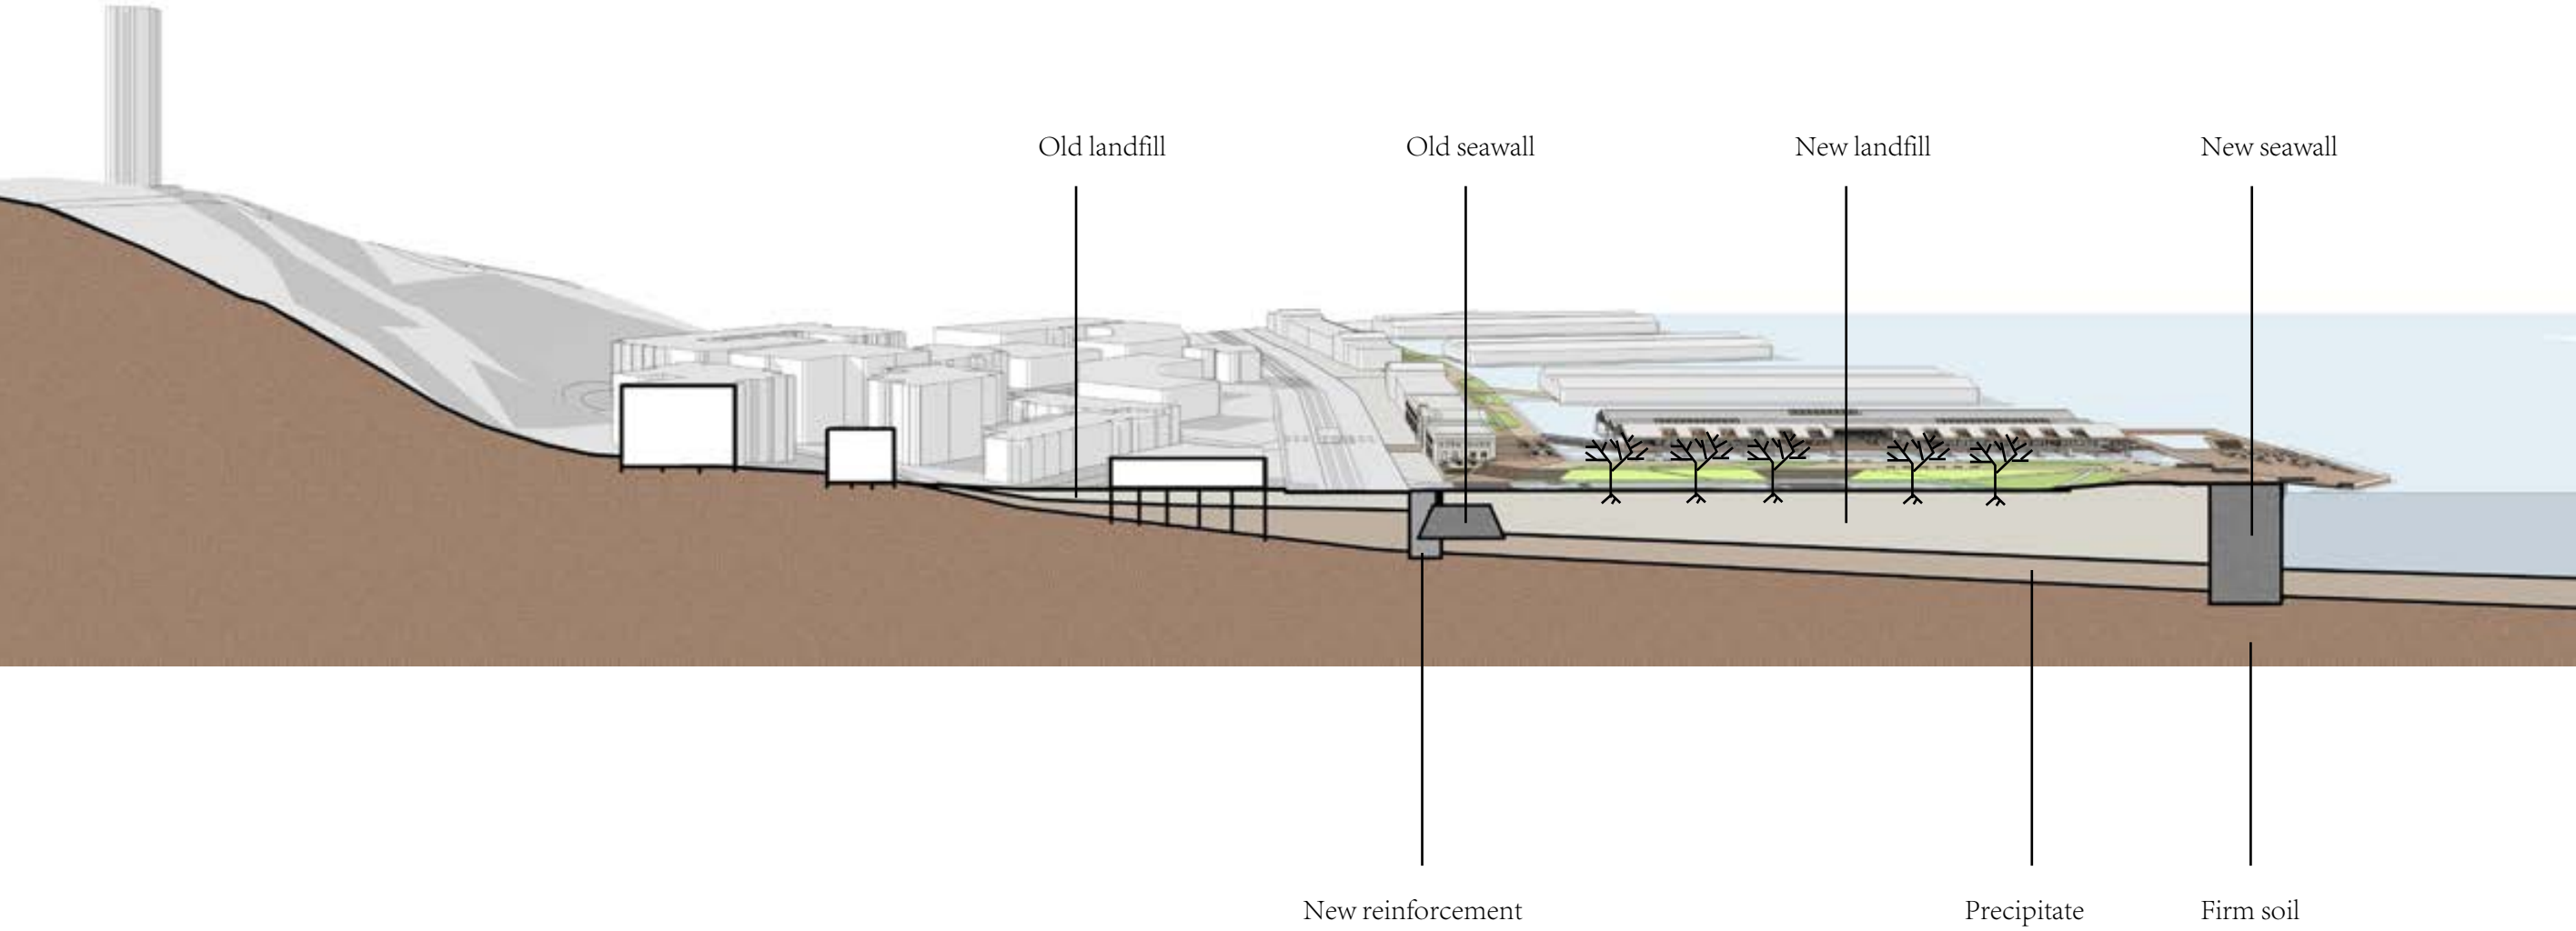 Old landfill
Old seawall
New landfill
New seawall
New reinforcement
Precipitate
Firm soil